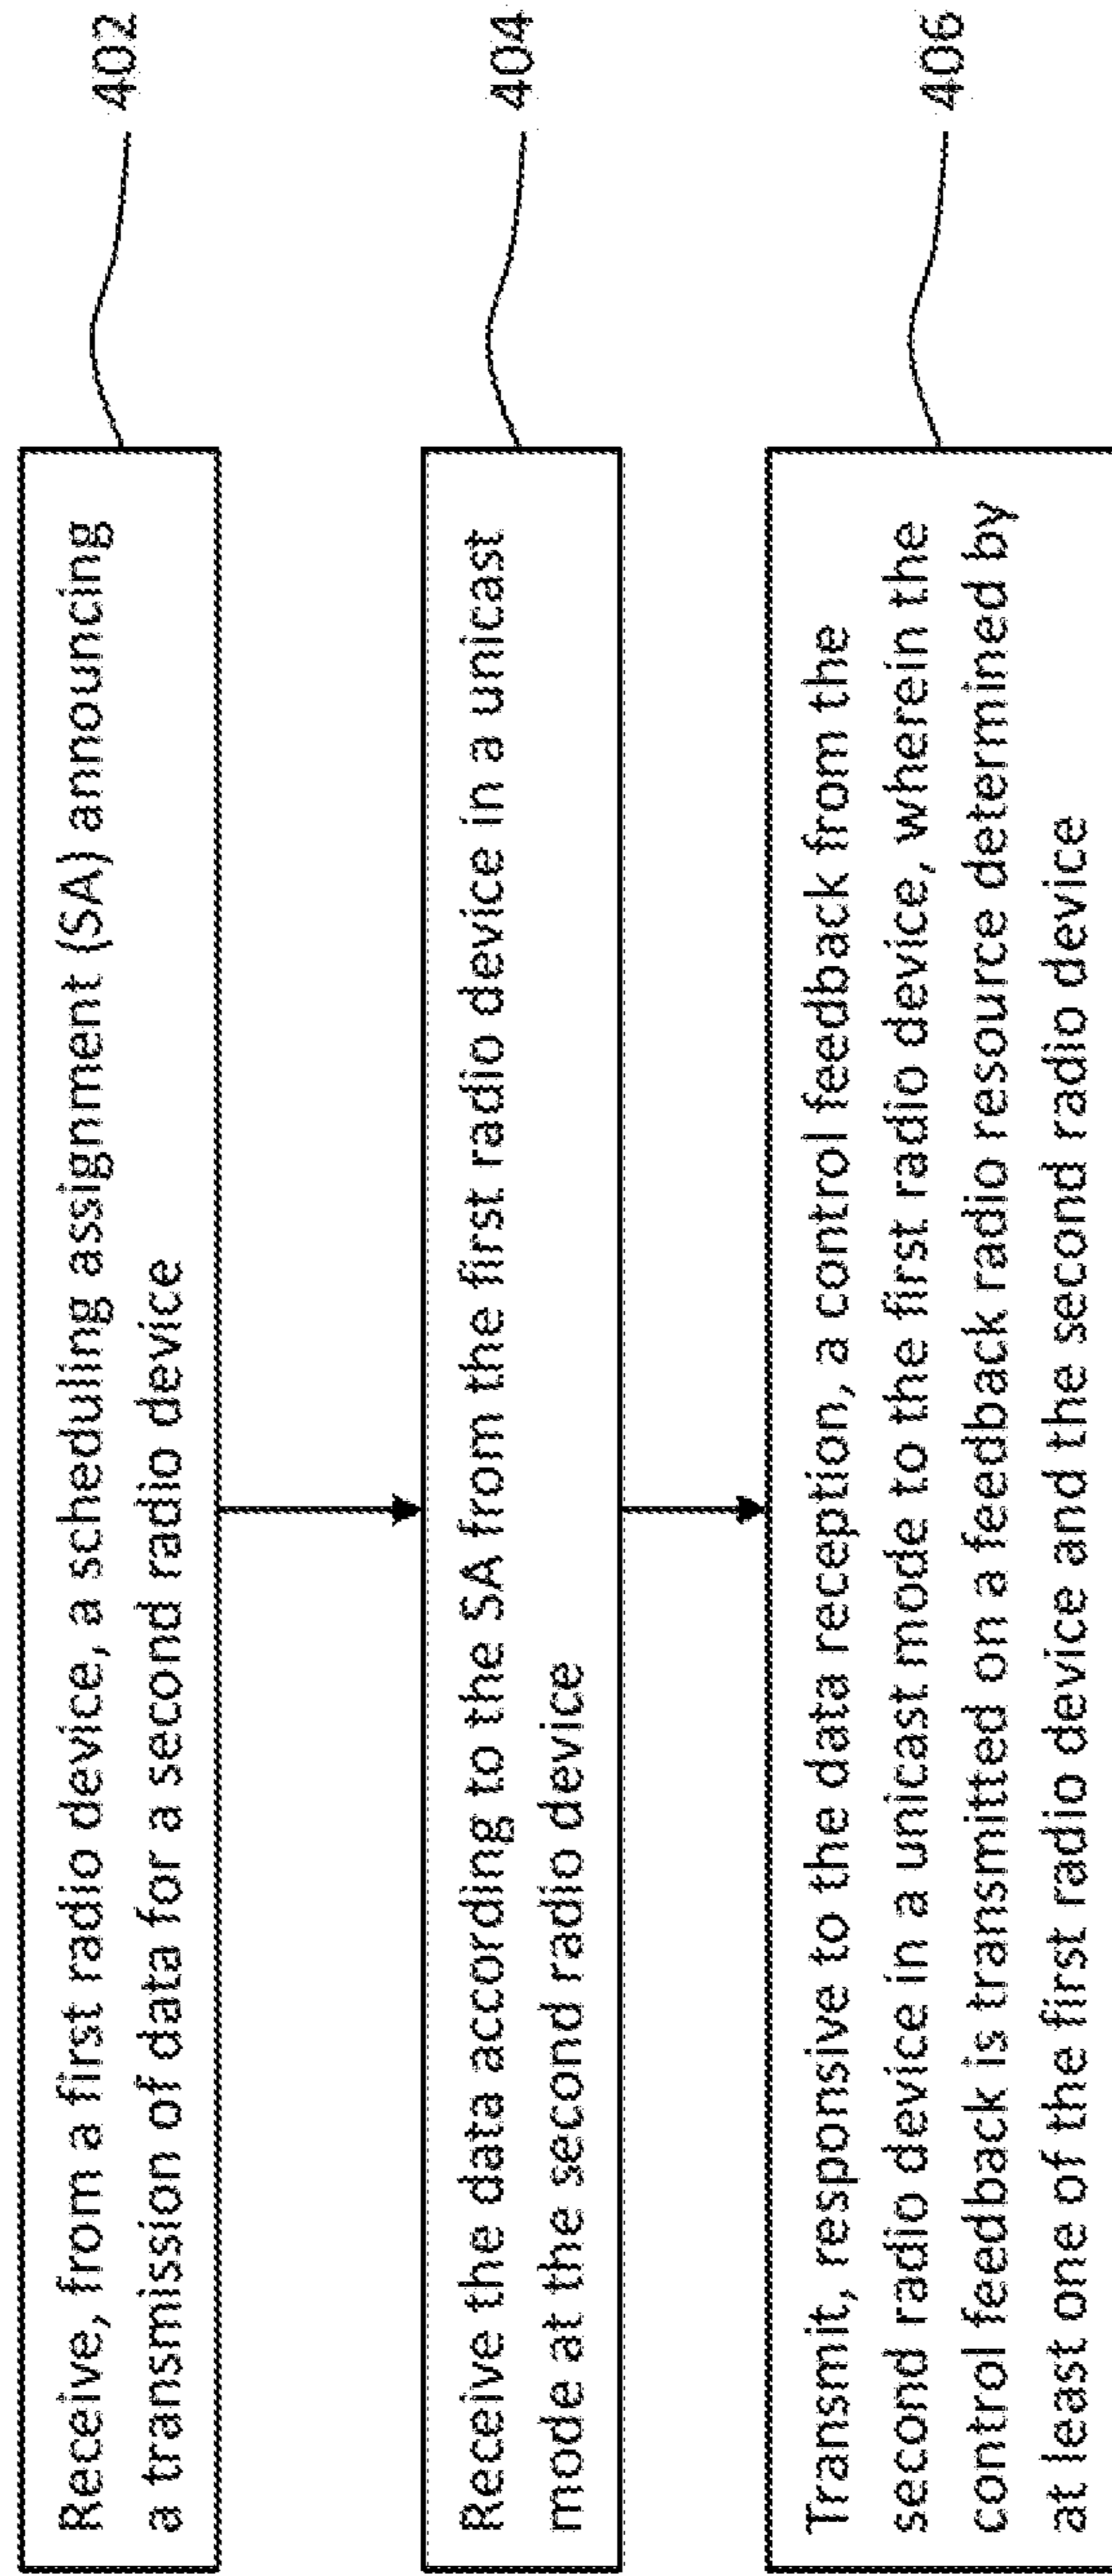 Receive, from a first radio device, a scheduling assignment (SA) announcing
a transmission of data for a second radio device
402
Receive the data according to the SA from the first radio device in a unicast
mode at the second radio device
404
Transmit, responsive to the data reception, a control feedback from the
second radio device in a unicast mode to the first radio device, wherein the
control feedback is transmitted on a feedback radio resource determined by
at least one of the first radio device and the second radio device
406